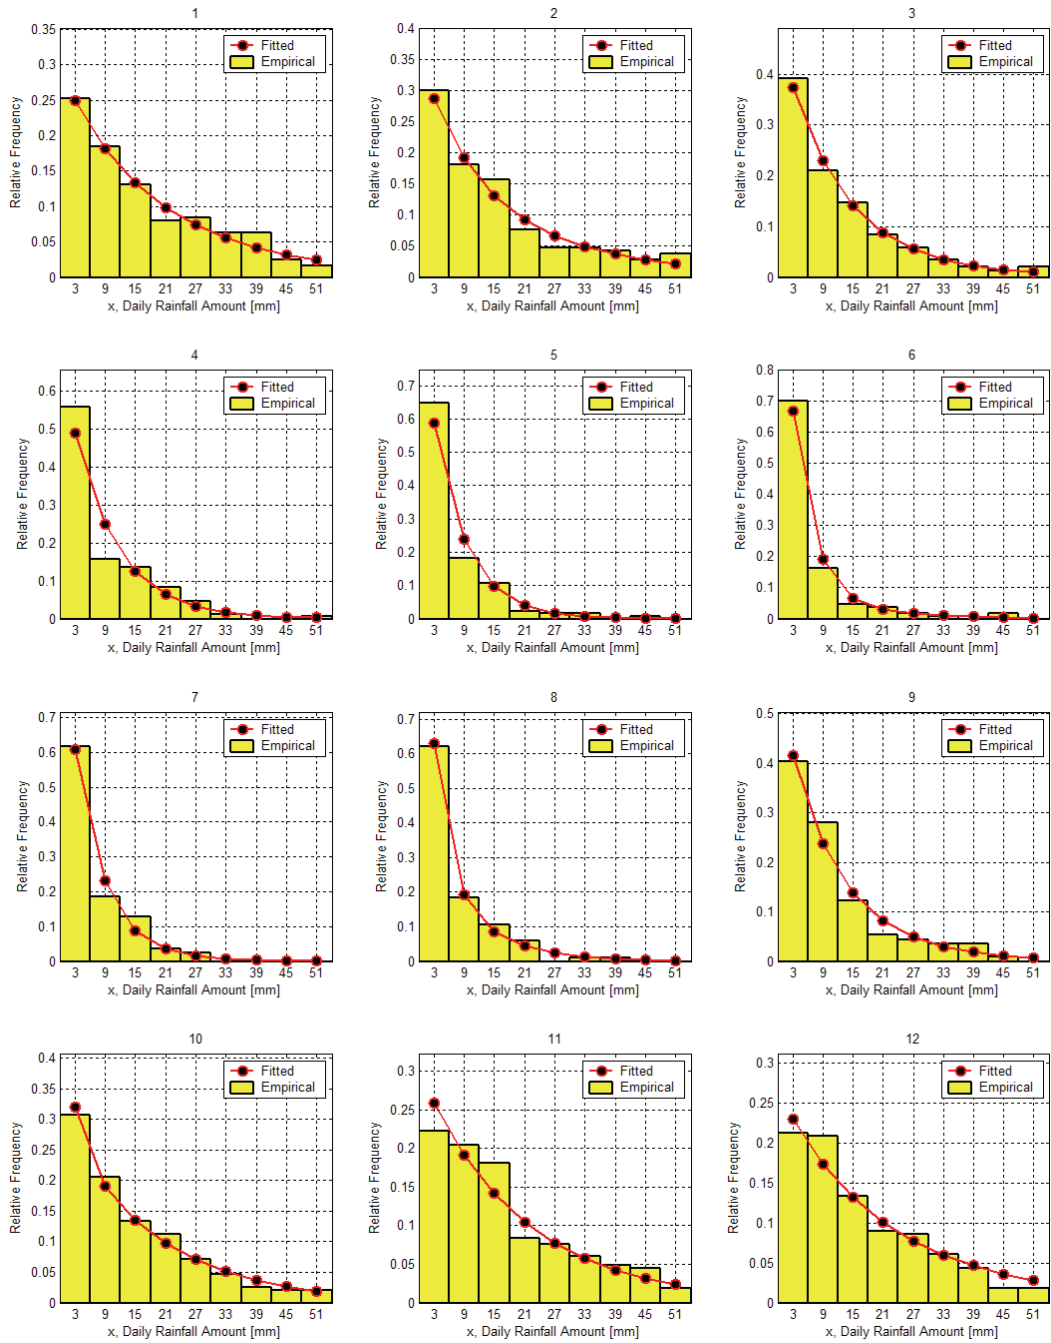 1
0.35
0.3
0.25
0.2
0.15
0.1
0.05
0
Relative Frequency
Fitted
Empirical
3 9 15 21 27 33 39 45 51
x, Daily Rainfall Amount [mm]
2
0.4
0.3
0.25
0.2
0.15
0.1
0.05
0
Relative Frequency
Fitted
Empirical
3 9 15 21 27 33 39 45 51
x, Daily Rainfall Amount [mm]
3
0.4
0.3
0.2
0.1
0
Relative Frequency
Fitted
Empirical
3 9 15 21 27 33 39 45 51
x, Daily Rainfall Amount [mm]
4
0.6
0.5
0.4
0.3
0.2
0.1
0
Relative Frequency
Fitted
Empirical
3 9 15 21 27 33 39 45 51
x, Daily Rainfall Amount [mm]
5
0.7
0.6
0.5
0.4
0.3
0.2
0.1
0
Relative Frequency
Fitted
Empirical
3 9 15 21 27 33 39 45 51
x, Daily Rainfall Amount [mm]
6
0.8
0.7
0.6
0.5
0.4
0.3
0.2
0.1
0
Relative Frequency
Fitted
Empirical
3 9 15 21 27 33 39 45 51
x, Daily Rainfall Amount [mm]
7
0.7
0.6
0.5
0.4
0.3
0.2
0.1
0
Relative Frequency
Fitted
Empirical
3 9 15 21 27 33 39 45 51
x, Daily Rainfall Amount [mm]
8
0.7
0.6
0.5
0.4
0.3
0.2
0.1
0
Relative Frequency
Fitted
Empirical
3 9 15 21 27 33 39 45 51
x, Daily Rainfall Amount [mm]
9
0.5
0.4
0.3
0.2
0.1
0
Relative Frequency
Fitted
Empirical
3 9 15 21 27 33 39 45 51
x, Daily Rainfall Amount [mm]
10
0.4
0.35
0.3
0.25
0.2
0.15
0.1
0.05
0
Relative Frequency
Fitted
Empirical
3 9 15 21 27 33 39 45 51
x, Daily Rainfall Amount [mm]
11
0.3
0.25
0.2
0.15
0.1
0.05
0
Relative Frequency
Fitted
Empirical
3 9 15 21 27 33 39 45 51
x, Daily Rainfall Amount [mm]
12
0.3
0.25
0.2
0.15
0.1
0.05
0
Relative Frequency
Fitted
Empirical
3 9 15 21 27 33 39 45 51
x, Daily Rainfall Amount [mm]